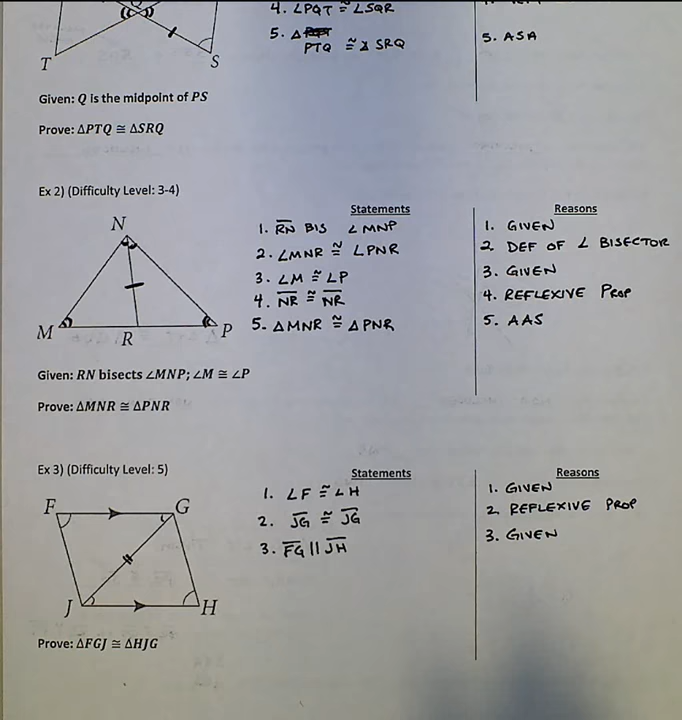 4. ∠PQT ≅ ∠SQR
5. △
PTQ ≅ △ SRQ
5. ASA
T
S
Given: Q is the midpoint of PS
Prove: ΔPTQ ≅ ΔSRQ
Ex 2) (Difficulty Level: 3-4)
Statements
Reasons
N
M
R
P
1. RN BIS ∠MNP
1. GIVEN
2. ∠MNR ≅ ∠PNR
2 DEF OF ∠ BISECTOR
3. ∠M ≅ ∠P
3. GIVEN
4. NR ≅ NR
4. REFLEXIVE PROP
5. △MNR ≅ △PNR
5. AAS
Given: RN bisects ∠MNP; ∠M ≅ ∠P
Prove: ΔMNR ≅ ΔPNR
Ex 3) (Difficulty Level: 5)
Statements
Reasons
F
G
J
H
1. ∠F ≅ ∠H
1. GIVEN
2. JG ≅ JG
2. REFLEXIVE PROP
3. FG || JH
3. GIVEN
Prove: ΔFGJ ≅ ΔHJG